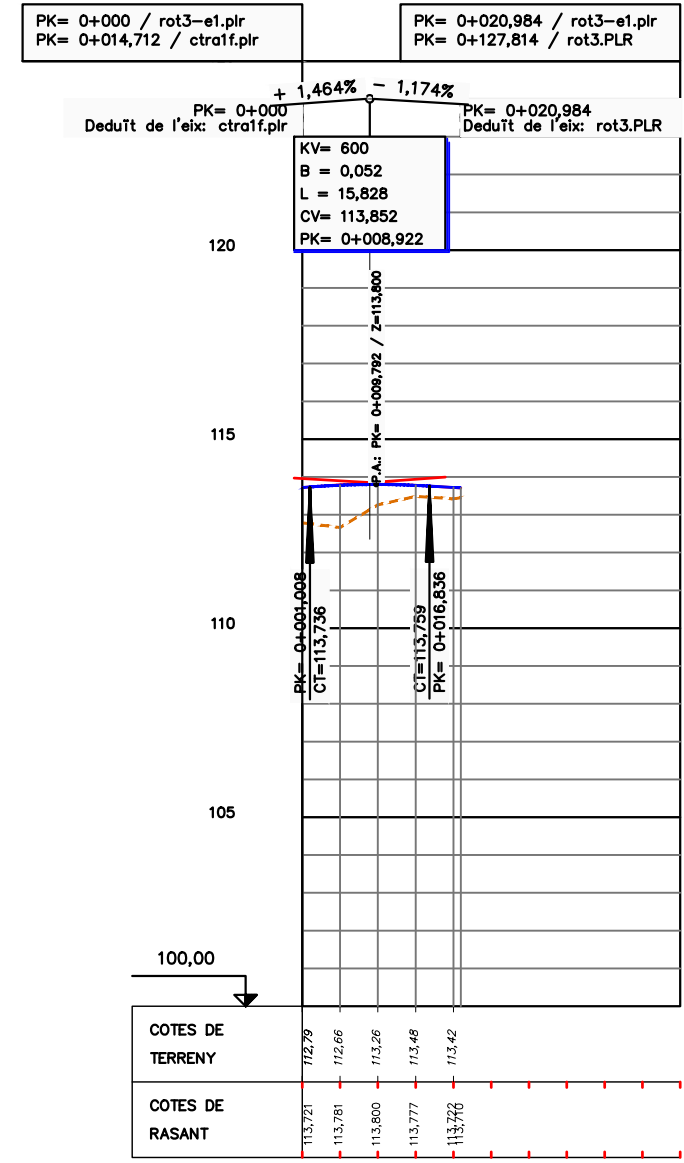 PK= 0+000 / rot3-e1.plr
PK= 0+014,712 / ctra1f.plr
PK= 0+020,984 / rot3-e1.plr
PK= 0+127,814 / rot3.PLR
+ 1,464%
- 1,174%
PK= 0+000
Deduït de l'eix: ctra1f.plr
PK= 0+020,984
Deduït de l'eix: rot3.PLR
KV= 600
B = 0,052
L = 15,828
CV= 113,852
PK= 0+008,922
120
P.A.: PK= 0+009,792 / Z=113,800
115
110
PK= 0+001,008
CT=113,736
CT=113,759
PK= 0+016,836
105
100,00
COTES DE
TERRENY
112,79
112,66
113,26
113,48
113,42
COTES DE
RASANT
113,721
113,781
113,800
113,777
113,722
113,710